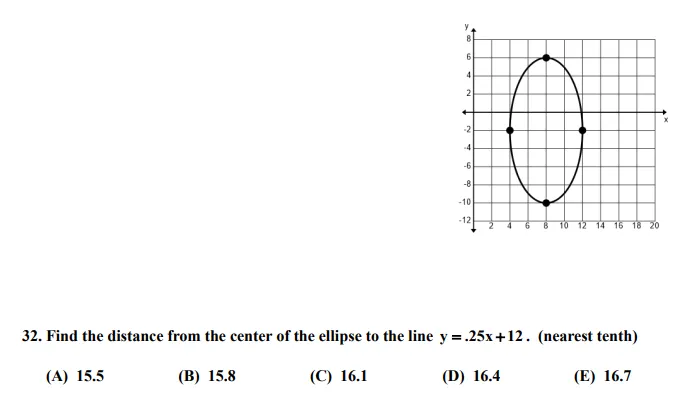 y
8
6
4
2
x
-2
-4
-6
-8
-10
-12
2 4 6 8 10 12 14 16 18 20
32. Find the distance from the center of the ellipse to the line y = .25x + 12. (nearest tenth)
(A) 15.5 (B) 15.8 (C) 16.1 (D) 16.4 (E) 16.7